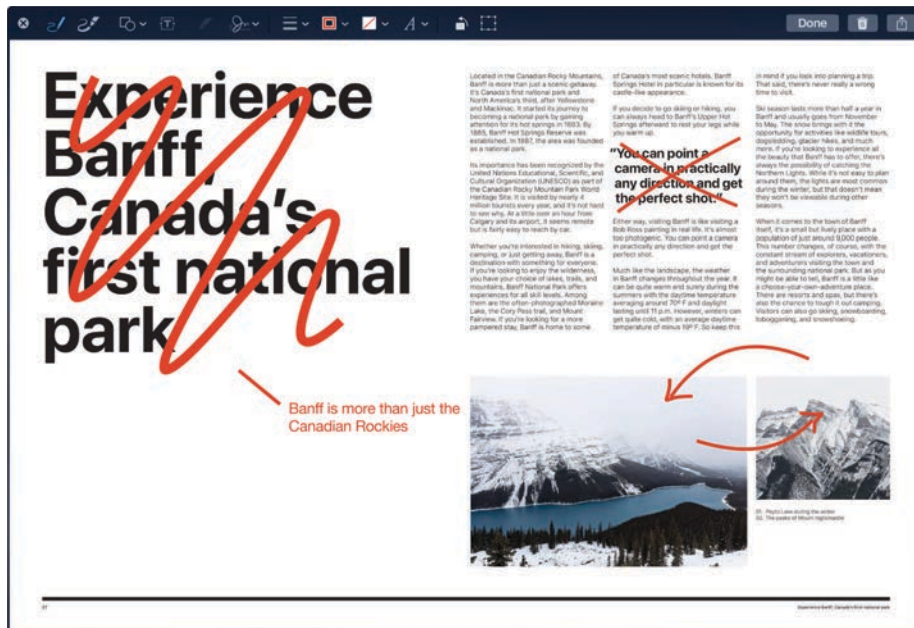 Done
Experience
Banff,
Canada's
first national
park
Banff is more than just the
Canadian Rockies
Located in the Canadian Rocky Mountains,
Banff is more than just a scenic getaway.
It's Canada's first national park and
North America's third, after Yellowstone
and Mackinac. It started its journey to
becoming a national park by gaining
attention for its hot springs in 1883. By
1885, Banff Hot Springs Reserve was
established. In 1887, the area was founded
as a national park.
Its importance has been recognized by the
United Nations Educational, Scientific, and
Cultural Organization (UNESCO) as part of
the Canadian Rocky Mountain Park World
Heritage Site. It is visited by nearly 4
million tourists every year, and it's not hard
to see why. At a little over an hour from
Calgary and its airport, it seems remote
but is fairly easy to reach by car.
Whether you're interested in hiking, skiing,
camping, or just getting away, Banff is a
destination with something for everyone.
If you're looking to enjoy the wilderness,
you have your choice of lakes, trails, and
mountains, Banff National Park offers
experiences for all skill levels. Among
them are the often-photographed Moraine
Lake, the Cory Pass trail, and Mount
Fairview. If you're looking for a more
pampered stay, Banff is home to some
of Canada's most scenic hotels. Banff
Springs Hotel in particular is known for its
castle-like appearance.
If you decide to go skiing or hiking, you
can always head to Banff's Upper Hot
Springs afterward to rest your legs while
you warm up.
"You can point a
camera in practically
any direction and get
the perfect shot."
Either way, visiting Banff is like visiting a
Bob Ross painting in real life. It's almost
too photogenic. You can point a camera
in practically any direction and get the
perfect shot.
Much like the landscape, the weather
in Banff changes throughout the year. It
can be quite warm and sunny during the
summers with the daytime temperature
averaging around 70º F and daylight
lasting until 11 p.m. However, winters can
get quite cold, with an average daytime
temperature of minus 19º F. So keep this
in mind if you look into planning a trip.
That said, there's never really a wrong
time to visit.
Ski season lasts more than half a year in
Banff and usually goes from November
to May. The snow brings with it the
opportunity for activities like wildlife tours,
dogsledding, glacier hikes, and much
more. If you're looking to experience all
the beauty that Banff has to offer, there's
always the possibility of catching the
Northern Lights. While it's not easy to plan
around them, the lights are most common
during the winter, but that doesn't mean
they won't be viewable during other
seasons.
When it comes to the town of Banff
itself, it's a small but lively place with a
population of just around 9,000 people.
This number changes, of course, with the
constant stream of explorers, vacationers,
and adventurers visiting the town and
the surrounding national park. But as you
might be able to tell, Banff is a little like
a choose-your-own-adventure place.
There are resorts and spas, but there's
also the chance to tough it out camping.
Visitors can also go skiing, snowboarding,
tobogganing, and snowshoeing.
01. Peyto Lake during the winter
02. The peaks of Mount
Experience Banff, Canada's first national park